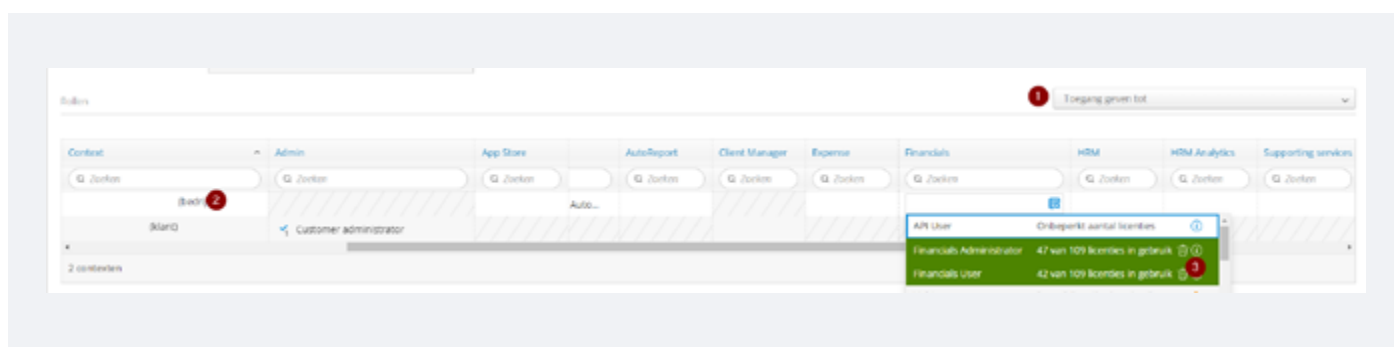 Rollen
1 Toegang geven tot
Context Admin App Store AutoReport Client Manager Expense Financials HRM HRM Analytics Supporting services
Zoeken Zoeken Zoeken Zoeken Zoeken Zoeken Zoeken Zoeken Zoeken Zoeken
(bedrij 2 Auto...
(klant) Customer administrator
API User Onbeperkt aantal licenties
Financials Administrator 47 van 109 licenties in gebruik
Financials User 42 van 109 licenties in gebruik 3
2 contexten